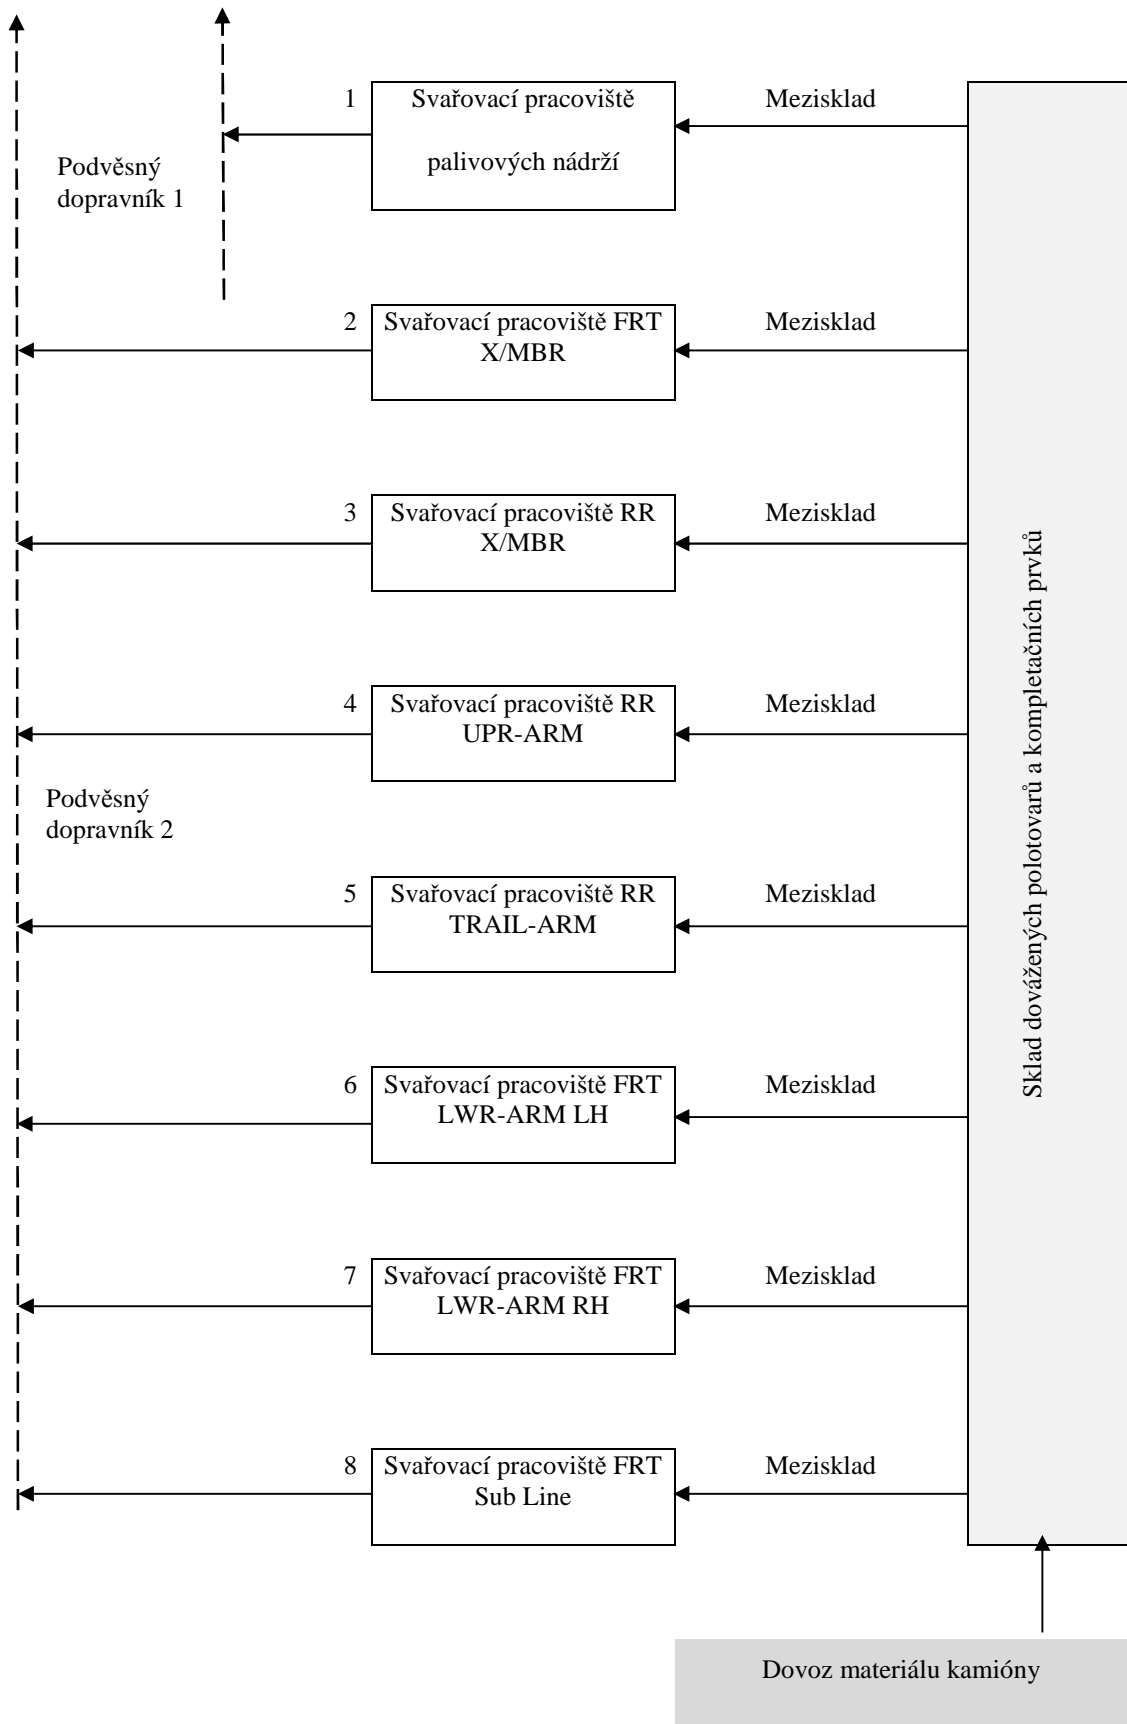 1
Svařovací pracoviště
palivových nádrží
Mezisklad
Podvěsný
dopravník 1
2
Svařovací pracoviště FRT
X/MBR
Mezisklad
3
Svařovací pracoviště RR
X/MBR
Mezisklad
4
Svařovací pracoviště RR
UPR-ARM
Mezisklad
Podvěsný
dopravník 2
5
Svařovací pracoviště RR
TRAIL-ARM
Mezisklad
6
Svařovací pracoviště FRT
LWR-ARM LH
Mezisklad
7
Svařovací pracoviště FRT
LWR-ARM RH
Mezisklad
8
Svařovací pracoviště FRT
Sub Line
Mezisklad
Sklad dovážených polotovarů a kompletačních prvků
Dovoz materiálu kamióny